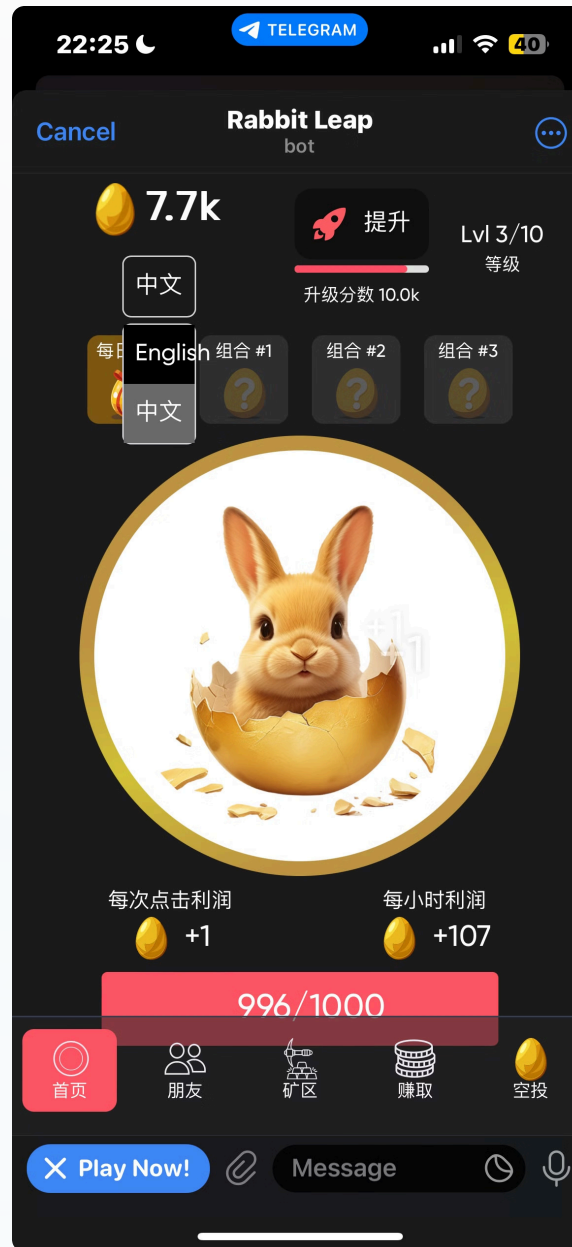 22:25
TELEGRAM
40
Cancel
Rabbit Leap
bot
7.7k
提升
Lvl 3/10
等级
升级分数 10.0k
中文
每日
English
组合 #1
组合 #2
组合 #3
中文
?
?
?
+1
+1
每次点击利润
每小时利润
+1
+107
996/1000
首页
朋友
矿区
赚取
空投
Play Now!
Message